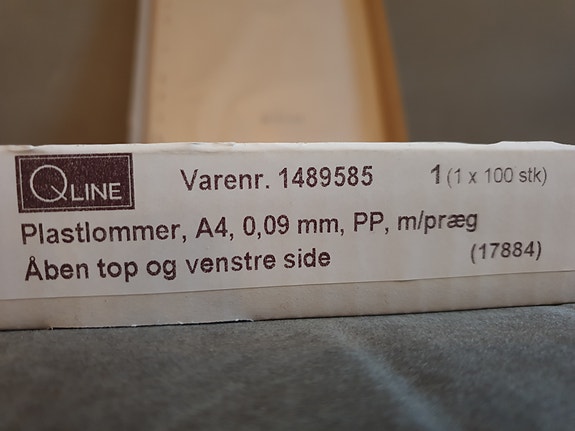 QLINE Varenr. 1489585 1 (1 x 100 stk)
Plastlommer, A4, 0,09 mm, PP, m/præg
Åben top og venstre side (17884)